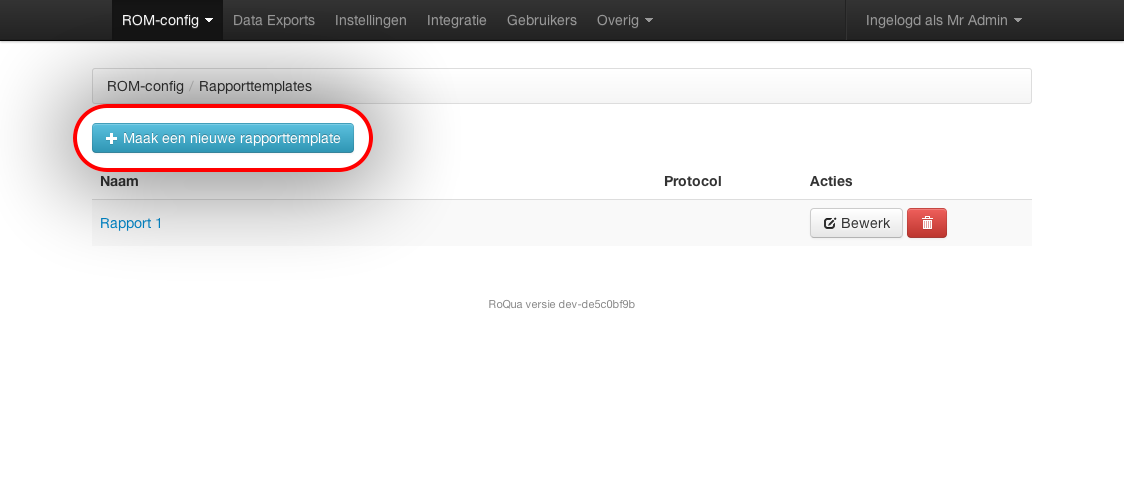 ROM-config Data Exports Instellingen Integratie Gebruikers Overig Ingelogd als Mr Admin
ROM-config / Rapporttemplates
Maak een nieuwe rapporttemplate
Naam Protocol Acties
Rapport 1 Bewerk
RoQua versie dev-de5c0bf9b